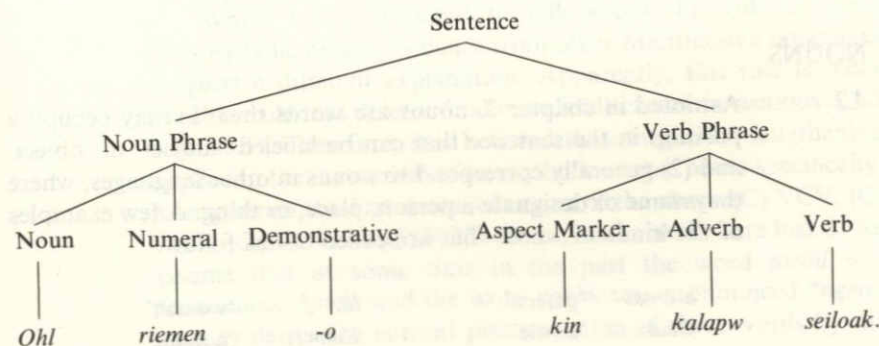 Sentence
Noun Phrase Verb Phrase
Noun Numeral Demonstrative Aspect Marker Adverb Verb
Ohl riemen -o kin kalapw seiloak.